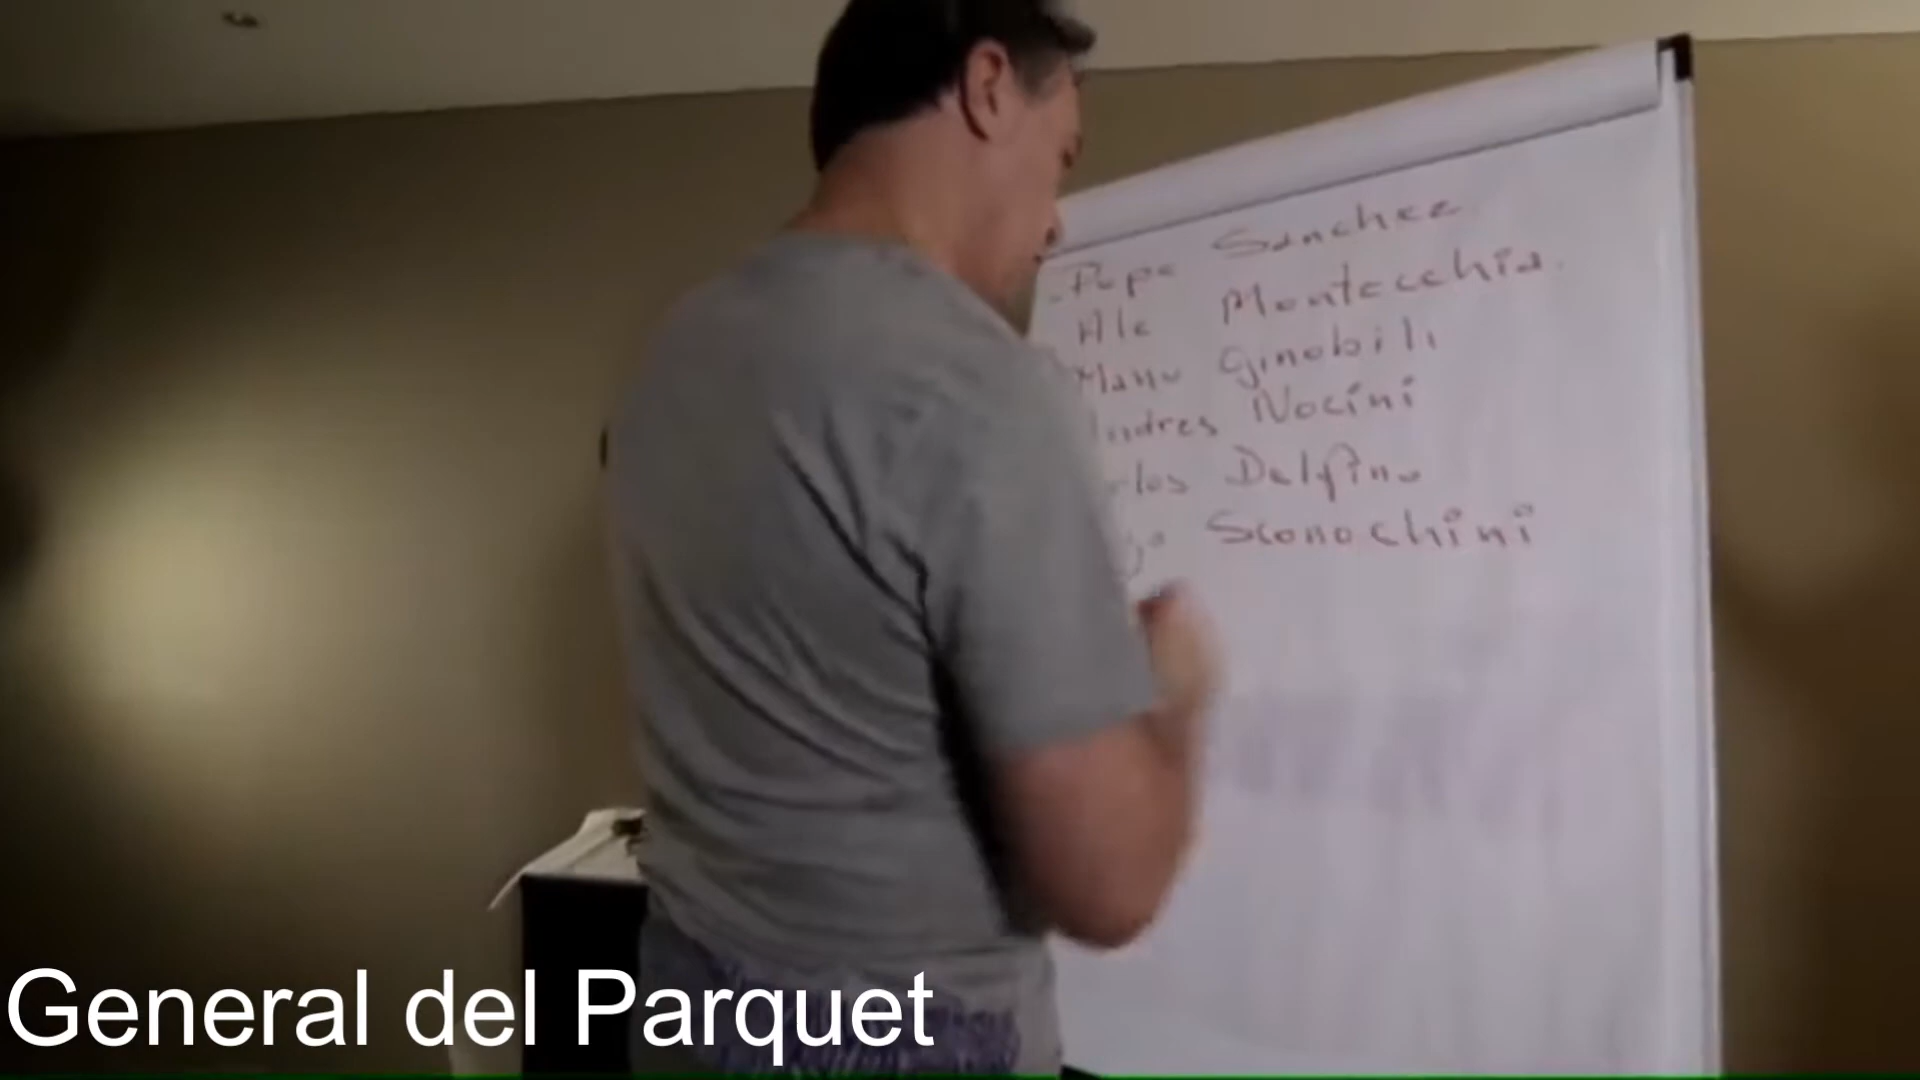 Pepe Sanchez
Ale Montecchia.
Manu Ginobili
Andres Nocini
Delfino
Sconochini
General del Parquet